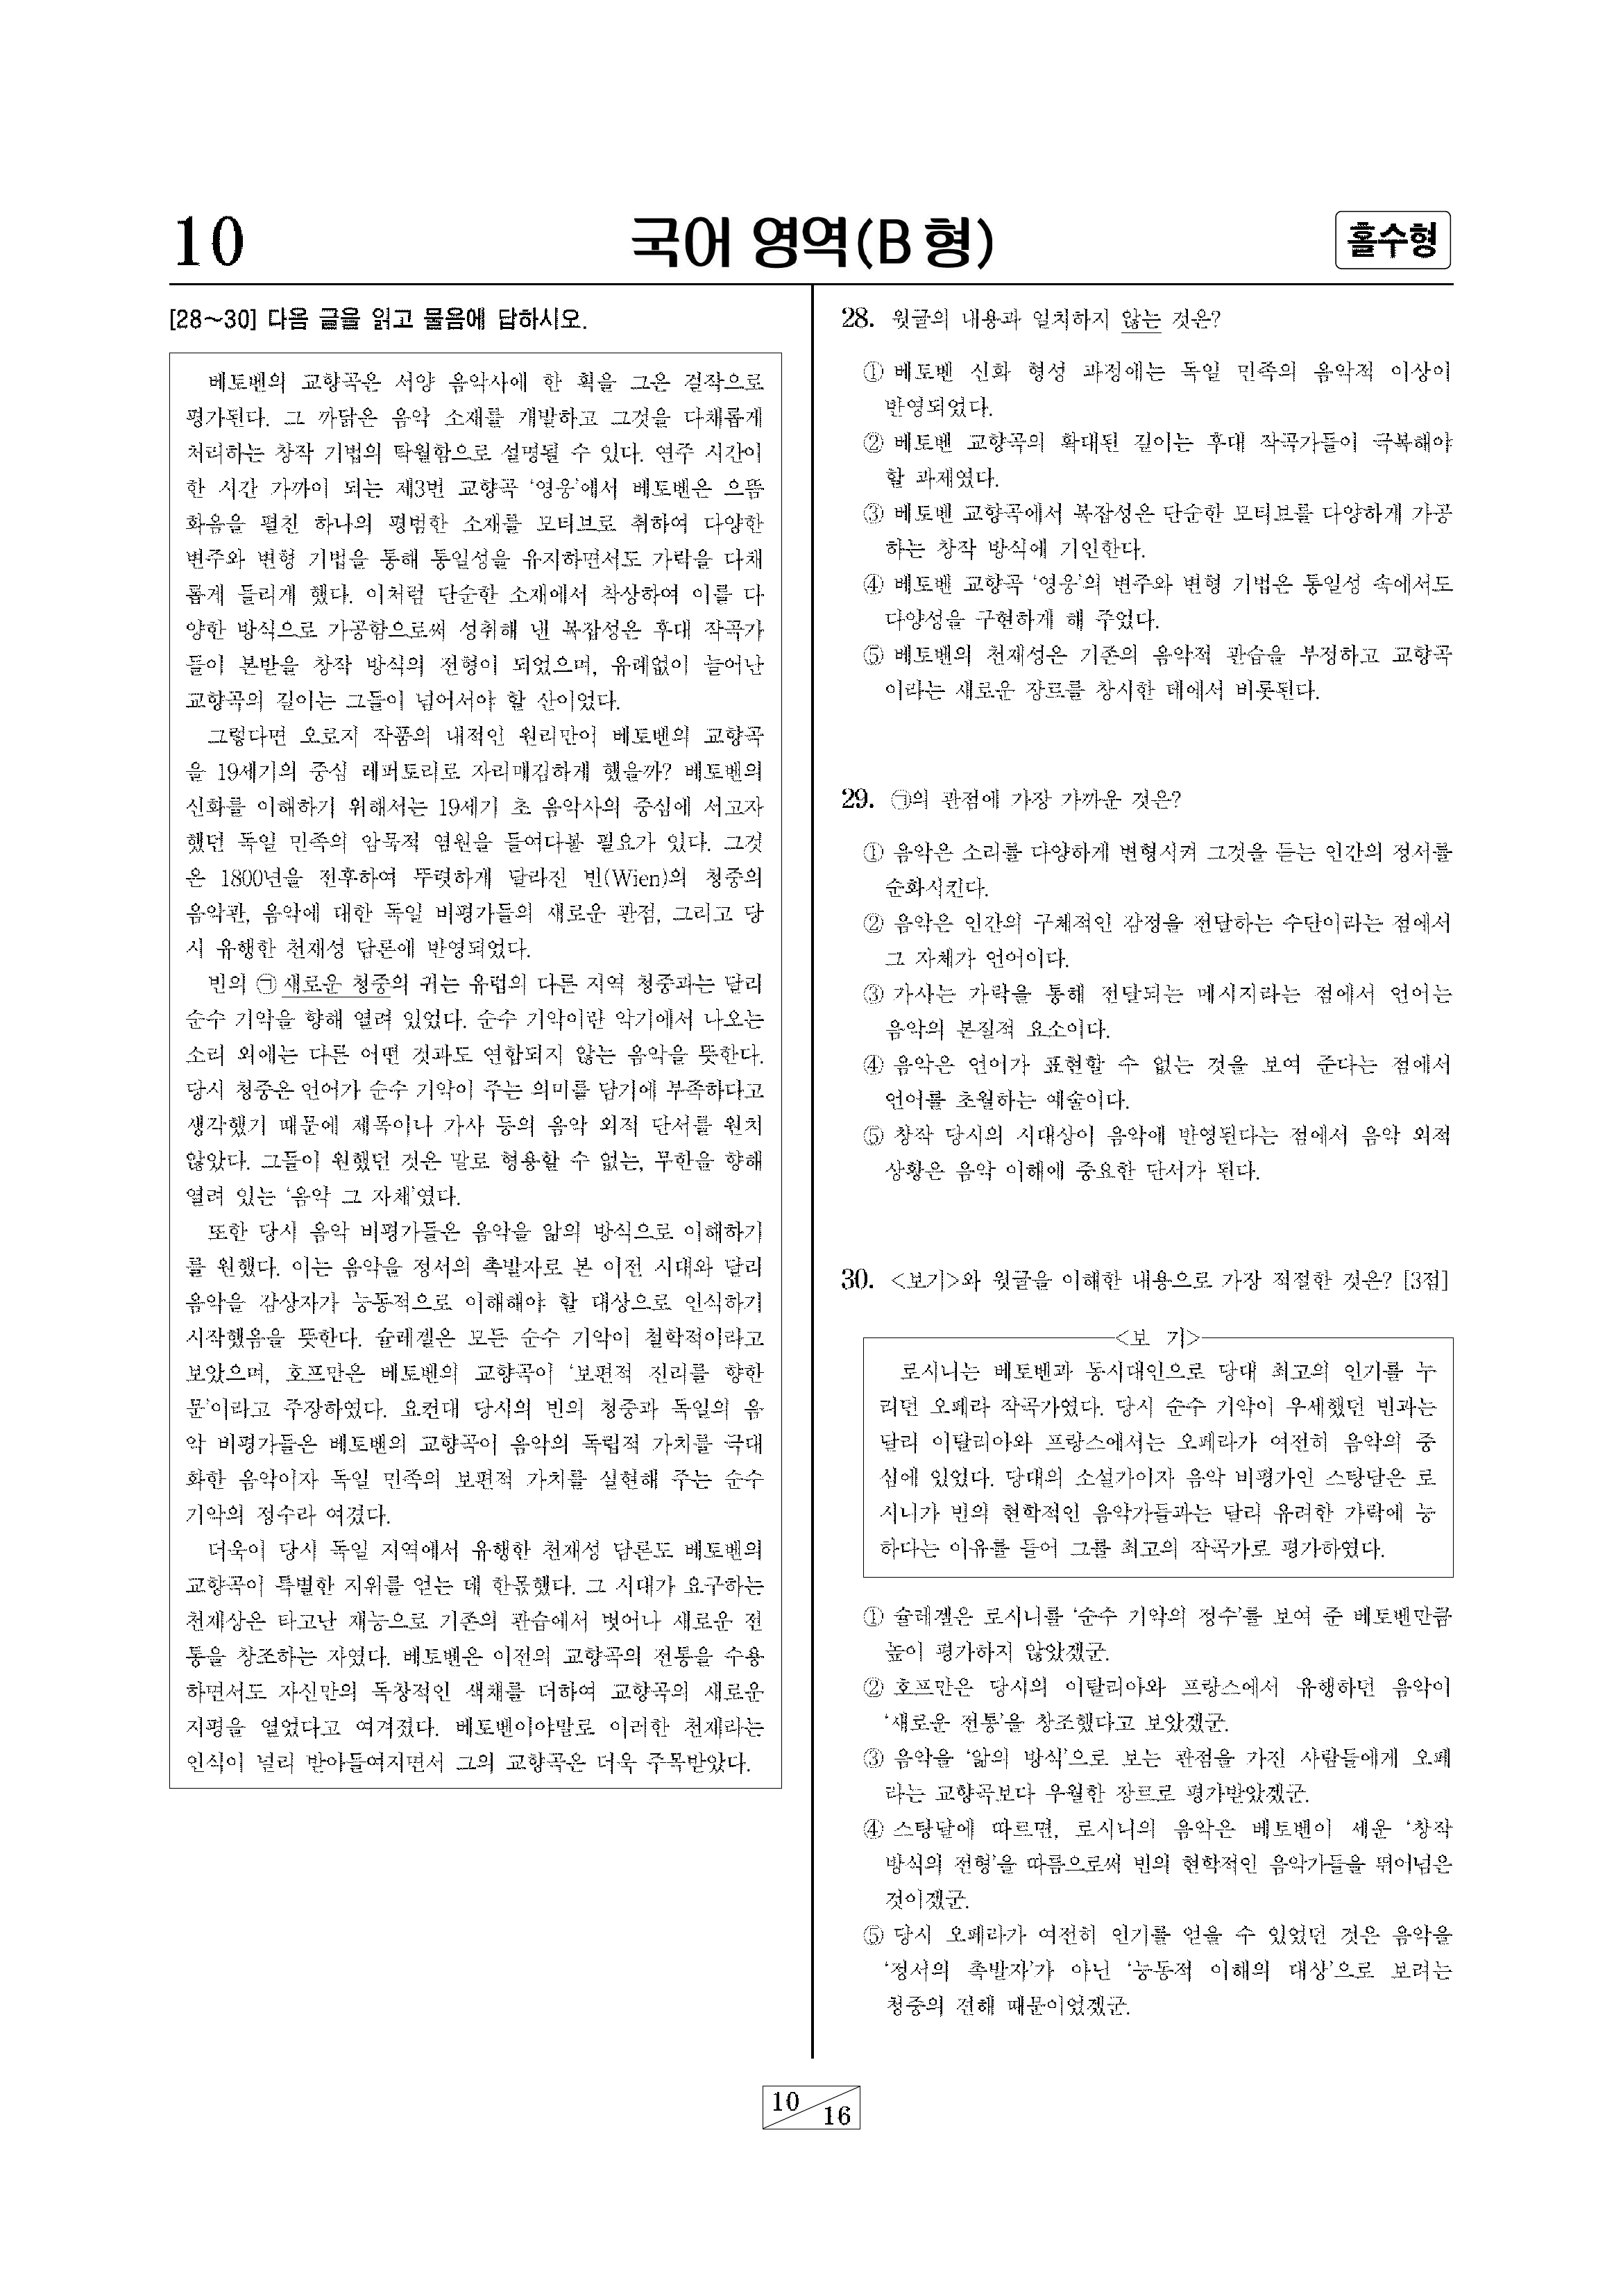 10
국어 영역(B형)
홀수형
[28~30] 다음 글을 읽고 물음에 답하시오.
베토벤의 교향곡은 서양 음악사에 한 획을 그은 걸작으로
평가된다. 그 까닭은 음악 소재를 개발하고 그것을 다채롭게
처리하는 창작 기법의 탁월함으로 설명될 수 있다. 연주 시간이
한 시간 가까이 되는 제3번 교향곡 ‘영웅’에서 베토벤은 으뜸
화음을 펼친 하나의 평범한 소재를 모티브로 취하여 다양한
변주와 변형 기법을 통해 통일성을 유지하면서도 가락을 다채
롭게 들리게 했다. 이처럼 단순한 소재에서 착상하여 이를 다
양한 방식으로 가공함으로써 성취해 낸 복잡성은 후대 작곡가
들이 본받을 창작 방식의 전형이 되었으며, 유례없이 늘어난
교향곡의 길이는 그들이 넘어서야 할 산이었다.
그렇다면 오로지 작품의 내적인 원리만이 베토벤의 교향곡
을 19세기의 중심 레퍼토리로 자리매김하게 했을까? 베토벤의
신화를 이해하기 위해서는 19세기 초 음악사의 중심에 서고자
했던 독일 민족의 암묵적 염원을 들여다볼 필요가 있다. 그것
은 1800년을 전후하여 뚜렷하게 달라진 빈(Wien)의 청중의
음악관, 음악에 대한 독일 비평가들의 새로운 관점, 그리고 당
시 유행한 천재성 담론에 반영되었다.
빈의 ㉠ 새로운 청중의 귀는 유럽의 다른 지역 청중과는 달리
순수 기악을 향해 열려 있었다. 순수 기악이란 악기에서 나오는
소리 외에는 다른 어떤 것과도 연합되지 않는 음악을 뜻한다.
당시 청중은 언어가 순수 기악이 주는 의미를 담기에 부족하다고
생각했기 때문에 제목이나 가사 등의 음악 외적 단서를 원치
않았다. 그들이 원했던 것은 말로 형용할 수 없는, 무한을 향해
열려 있는 ‘음악 그 자체’였다.
또한 당시 음악 비평가들은 음악을 앎의 방식으로 이해하기
를 원했다. 이는 음악을 정서의 촉발자로 본 이전 시대와 달리
음악을 감상자가 능동적으로 이해해야 할 대상으로 인식하기
시작했음을 뜻한다. 슐레겔은 모든 순수 기악이 철학적이라고
보았으며, 호프만은 베토벤의 교향곡이 ‘보편적 진리를 향한
문’이라고 주장하였다. 요컨대 당시의 빈의 청중과 독일의 음
악 비평가들은 베토벤의 교향곡이 음악의 독립적 가치를 극대
화한 음악이자 독일 민족의 보편적 가치를 실현해 주는 순수
기악의 정수라 여겼다.
더욱이 당시 독일 지역에서 유행한 천재성 담론도 베토벤의
교향곡이 특별한 지위를 얻는 데 한몫했다. 그 시대가 요구하는
천재상은 타고난 재능으로 기존의 관습에서 벗어나 새로운 전
통을 창조하는 자였다. 베토벤은 이전의 교향곡의 전통을 수용
하면서도 자신만의 독창적인 색채를 더하여 교향곡의 새로운
지평을 열었다고 여겨졌다. 베토벤이야말로 이러한 천재라는
인식이 널리 받아들여지면서 그의 교향곡은 더욱 주목받았다.
28. 윗글의 내용과 일치하지 않는 것은?
① 베토벤 신화 형성 과정에는 독일 민족의 음악적 이상이
반영되었다.
② 베토벤 교향곡의 확대된 길이는 후대 작곡가들이 극복해야
할 과제였다.
③ 베토벤 교향곡에서 복잡성은 단순한 모티브를 다양하게 가공
하는 창작 방식에 기인한다.
④ 베토벤 교향곡 ‘영웅’의 변주와 변형 기법은 통일성 속에서도
다양성을 구현하게 해 주었다.
⑤ 베토벤의 천재성은 기존의 음악적 관습을 부정하고 교향곡
이라는 새로운 장르를 창시한 데에서 비롯된다.
29. ㉠의 관점에 가장 가까운 것은?
① 음악은 소리를 다양하게 변형시켜 그것을 듣는 인간의 정서를
순화시킨다.
② 음악은 인간의 구체적인 감정을 전달하는 수단이라는 점에서
그 자체가 언어이다.
③ 가사는 가락을 통해 전달되는 메시지라는 점에서 언어는
음악의 본질적 요소이다.
④ 음악은 언어가 표현할 수 없는 것을 보여 준다는 점에서
언어를 초월하는 예술이다.
⑤ 창작 당시의 시대상이 음악에 반영된다는 점에서 음악 외적
상황은 음악 이해에 중요한 단서가 된다.
30. <보기>와 윗글을 이해한 내용으로 가장 적절한 것은? [3점]
<보 기>
로시니는 베토벤과 동시대인으로 당대 최고의 인기를 누
리던 오페라 작곡가였다. 당시 순수 기악이 우세했던 빈과는
달리 이탈리아와 프랑스에서는 오페라가 여전히 음악의 중
심에 있었다. 당대의 소설가이자 음악 비평가인 스탕달은 로
시니가 빈의 현학적인 음악가들과는 달리 유려한 가락에 능
하다는 이유를 들어 그를 최고의 작곡가로 평가하였다.
① 슐레겔은 로시니를 ‘순수 기악의 정수’를 보여 준 베토벤만큼
높이 평가하지 않았겠군.
② 호프만은 당시의 이탈리아와 프랑스에서 유행하던 음악이
‘새로운 전통’을 창조했다고 보았겠군.
③ 음악을 ‘앎의 방식’으로 보는 관점을 가진 사람들에게 오페
라는 교향곡보다 우월한 장르로 평가받았겠군.
④ 스탕달에 따르면, 로시니의 음악은 베토벤이 세운 ‘창작
방식의 전형’을 따름으로써 빈의 현학적인 음악가들을 뛰어넘은
것이겠군.
⑤ 당시 오페라가 여전히 인기를 얻을 수 있었던 것은 음악을
‘정서의 촉발자’가 아닌 ‘능동적 이해의 대상’으로 보려는
청중의 견해 때문이었겠군.
10
16